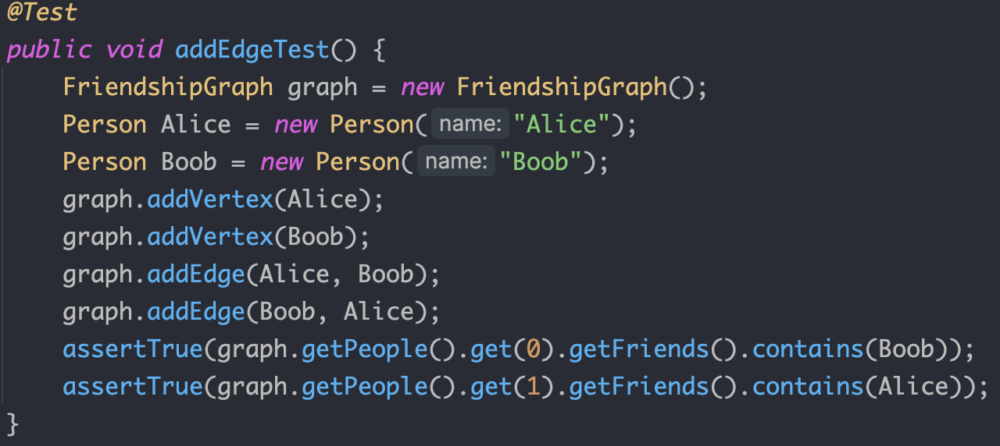 @Test
public void addEdgeTest() {
    FriendshipGraph graph = new FriendshipGraph();
    Person Alice = new Person( name: "Alice");
    Person Boob = new Person( name: "Boob");
    graph.addVertex(Alice);
    graph.addVertex(Boob);
    graph.addEdge(Alice, Boob);
    graph.addEdge(Boob, Alice);
    assertTrue(graph.getPeople().get(0).getFriends().contains(Boob));
    assertTrue(graph.getPeople().get(1).getFriends().contains(Alice));
}